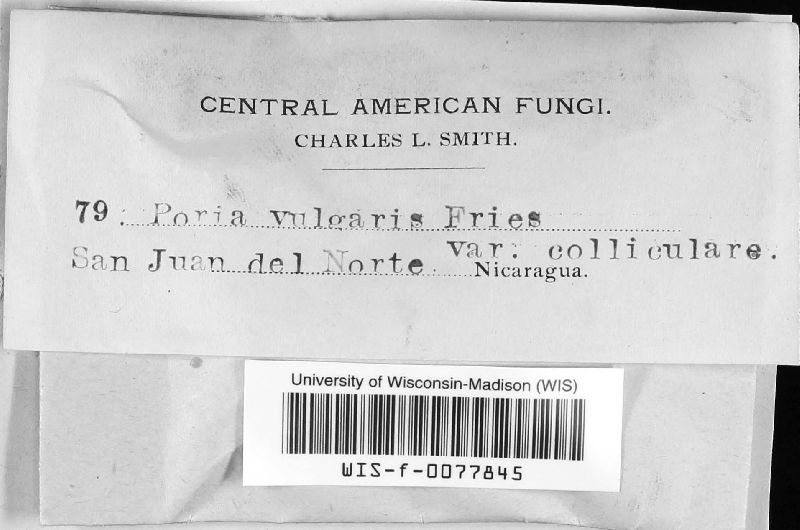 CENTRAL AMERICAN FUNGI.
CHARLES L. SMITH.
79. Poria vulgaris Fries
var. colliculare.
San Juan del Norte Nicaragua.
University of Wisconsin-Madison (WIS)
WIS-f-0077845